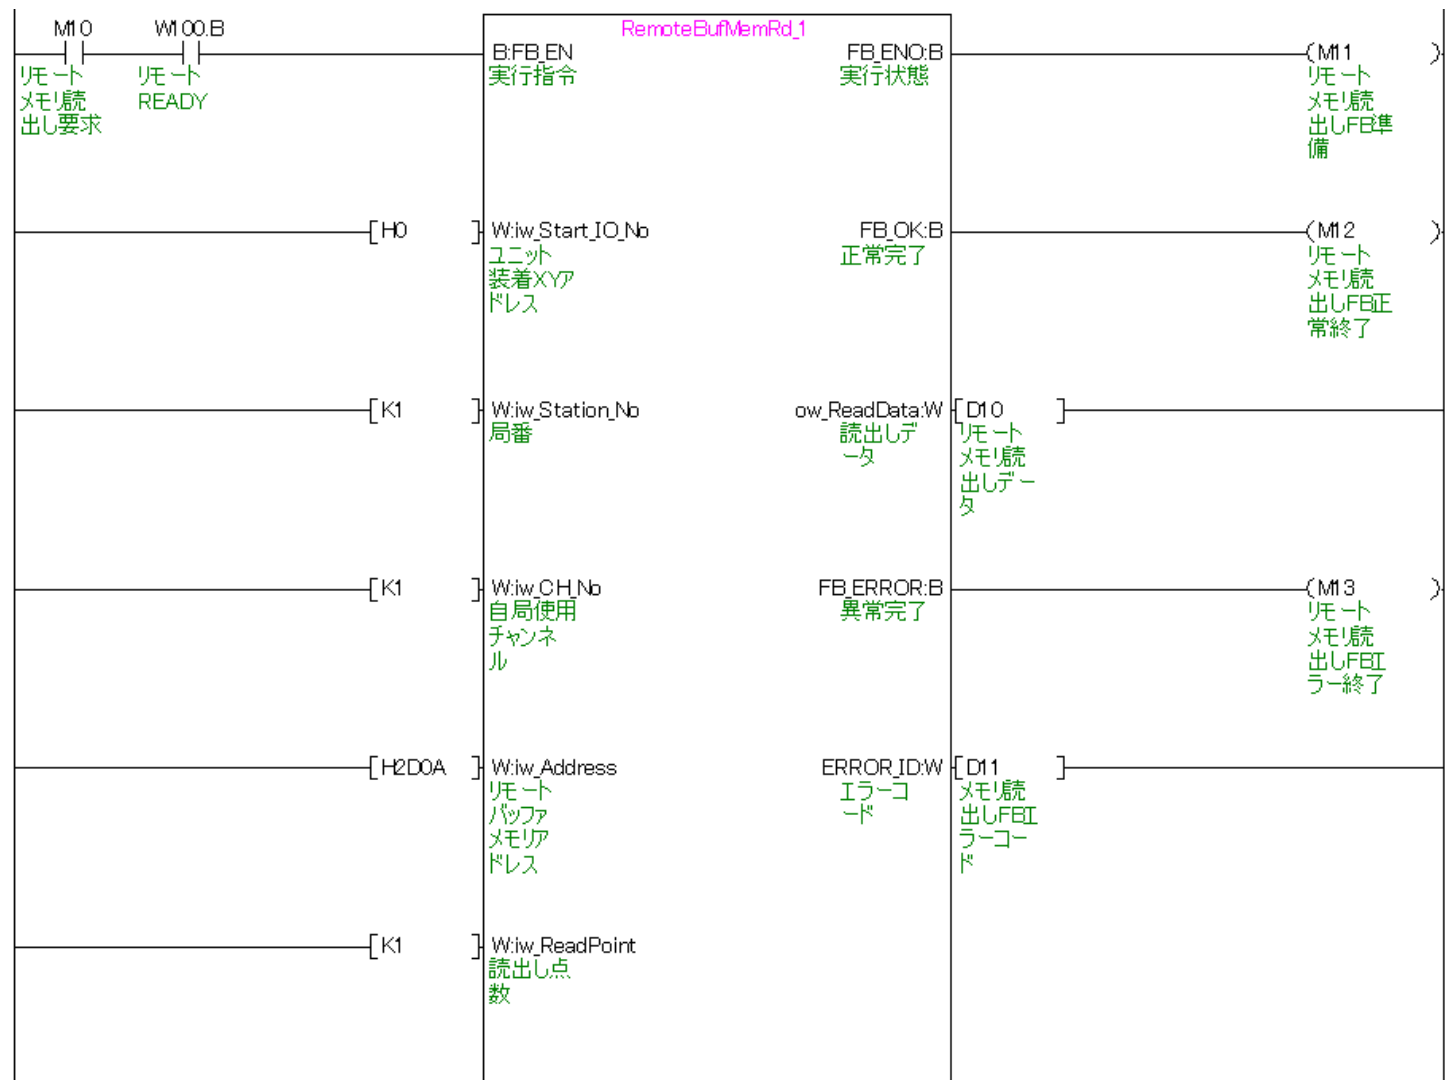 M10
W100.B
RemoteBufMemRd_1
B:FB_EN
FB_ENO:B
M11
リモート
メモリ読
出し要求
リモート
READY
実行指令
実行状態
リモート
メモリ読
出しFB準
備
H0
W:iw_Start_IO_No
FB_OK:B
M12
ユニット
装着XYア
ドレス
正常完了
リモート
メモリ読
出しFB正
常終了
K1
W:iw_Station_No
ow_ReadData:W
D10
局番
読出しデ
ータ
リモート
メモリ読
出しデー
タ
K1
W:iw_CH_No
FB_ERROR:B
M13
自局使用
チャンネ
ル
異常完了
リモート
メモリ読
出しFBエ
ラー終了
H2D0A
W:iw_Address
ERROR_ID:W
D11
リモート
バッファ
メモリア
ドレス
エラーコ
ード
メモリ読
出しFBエ
ラーコー
ド
K1
W:iw_ReadPoint
読出し点
数